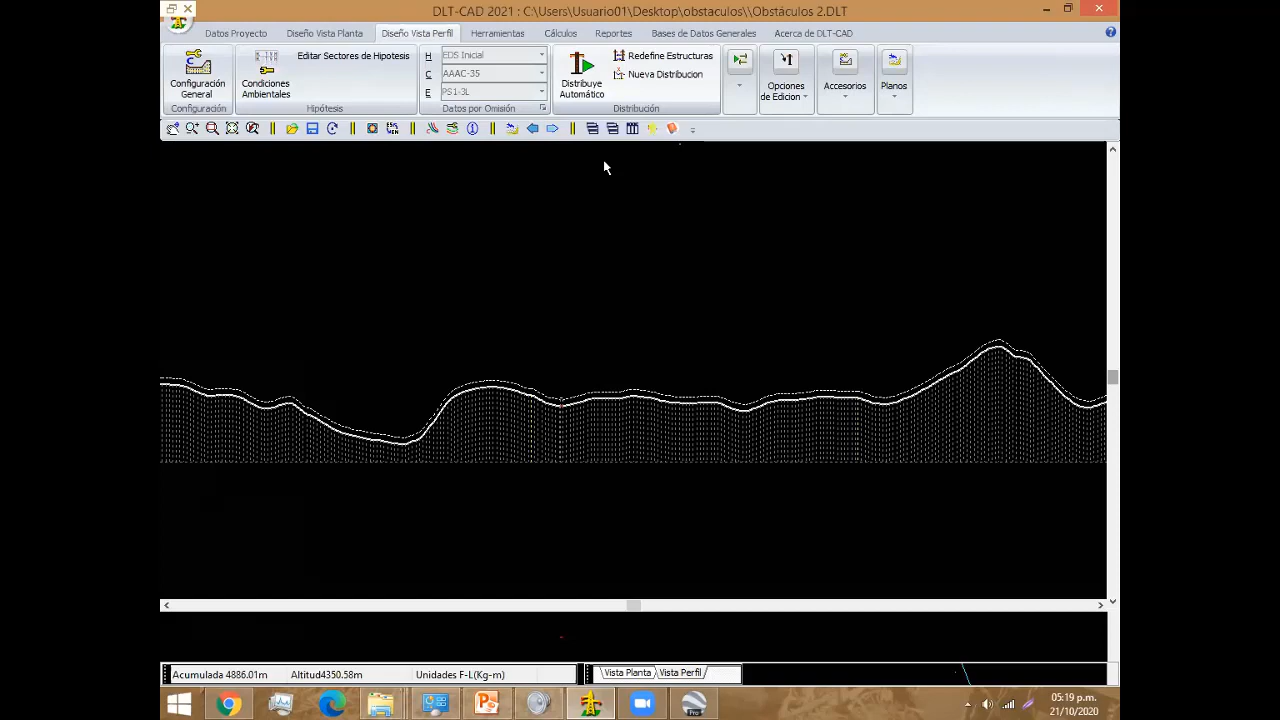 DLT-CAD 2021 : C:\Users\Usuario01\Desktop\obstaculos\\Obstáculos 2.DLT
Datos Proyecto Diseño Vista Planta Diseño Vista Perfil Herramientas Cálculos Reportes Bases de Datos Generales Acerca de DLT-CAD
Configuración General
Configuración
Condiciones Ambientales
Editar Sectores de Hipotesis
Hipótesis
H EDS Inicial
C AAAC-35
E PS1-3L
Datos por Omisión
Distribuye Automático
Redefine Estructuras
Nueva Distribucion
Distribución
Opciones de Edicion
Accesorios
Planos
Acumulada 4886.01m Altitud4350.58m Unidades F-L(Kg-m)
Vista Planta Vista Perfil
05:19 p.m.
21/10/2020